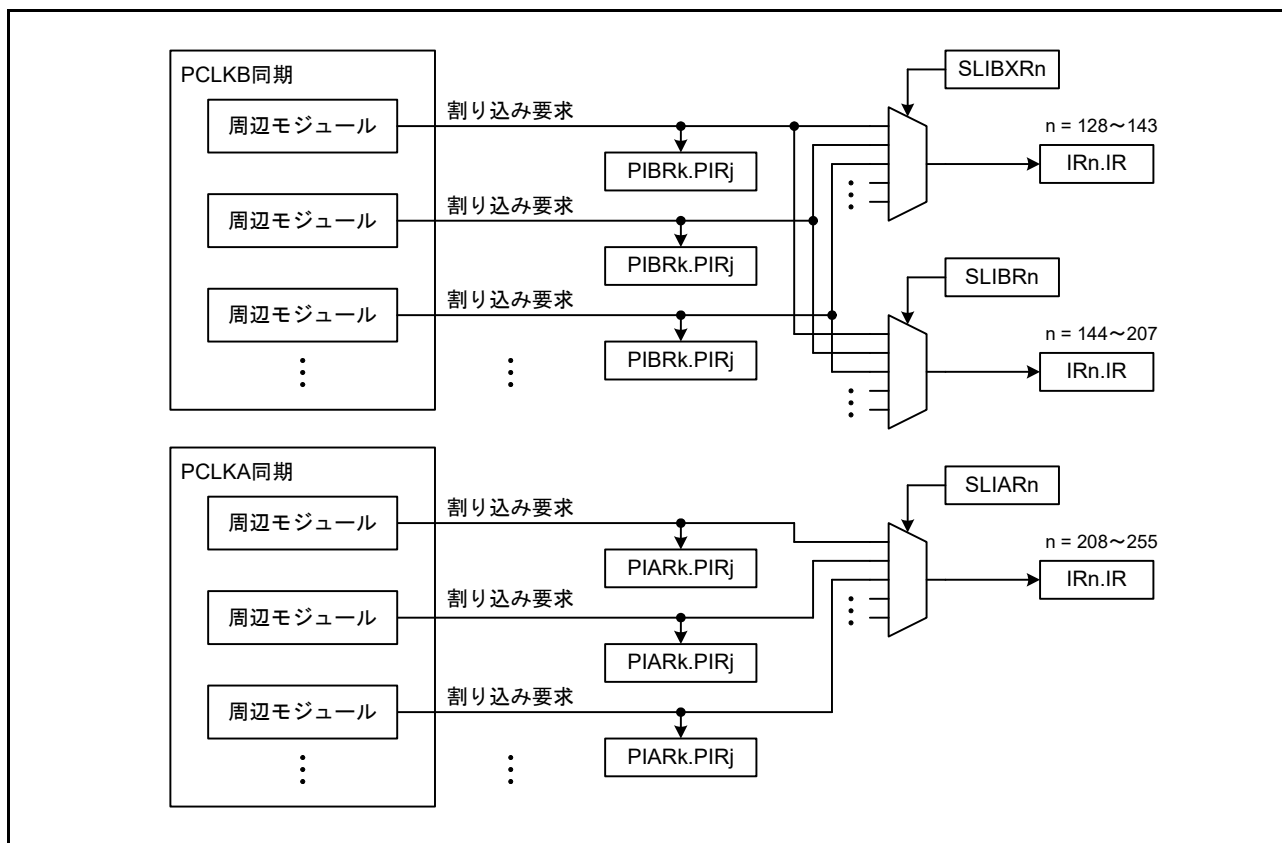 PCLKB同期
SLIBXRn
周辺モジュール
割り込み要求
n = 128～143
PIBRk.PIRj
IRn.IR
周辺モジュール
割り込み要求
PIBRk.PIRj
SLIBRn
周辺モジュール
割り込み要求
n = 144～207
PIBRk.PIRj
IRn.IR
PCLKA同期
SLIARn
周辺モジュール
割り込み要求
n = 208～255
PIARk.PIRj
IRn.IR
周辺モジュール
割り込み要求
PIARk.PIRj
周辺モジュール
割り込み要求
PIARk.PIRj